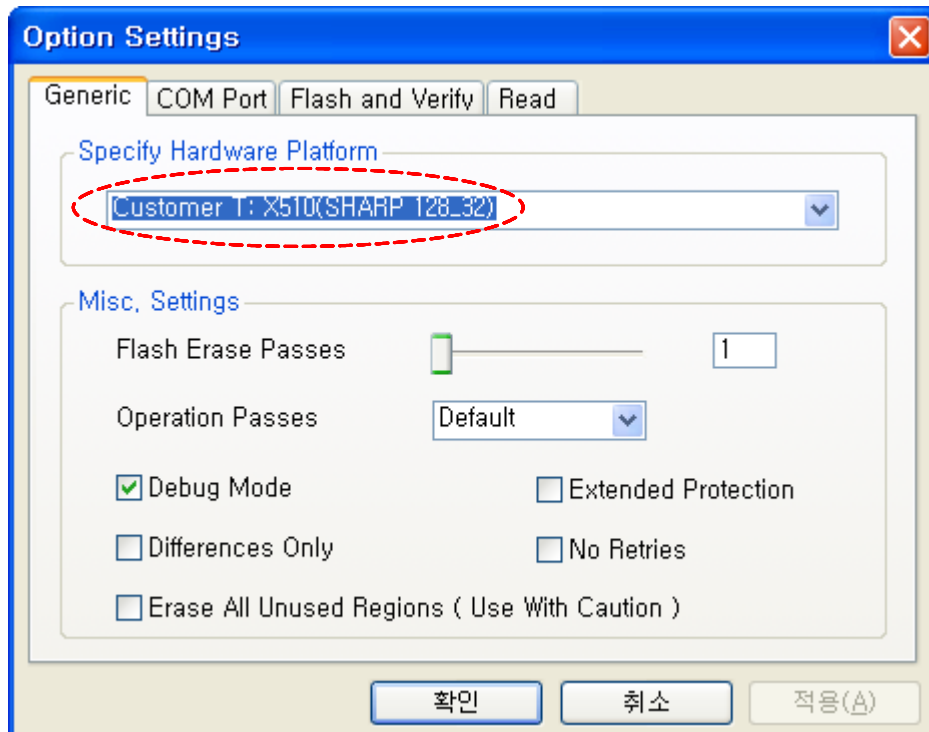 Option Settings
Generic COM Port Flash and Verify Read
Specify Hardware Platform
Customer T: X510(SHARP 128_32)
Misc, Settings
Flash Erase Passes 1
Operation Passes Default
Debug Mode Extended Protection
Differences Only No Retries
Erase All Unused Regions ( Use With Caution )
확인 취소 적용(A)